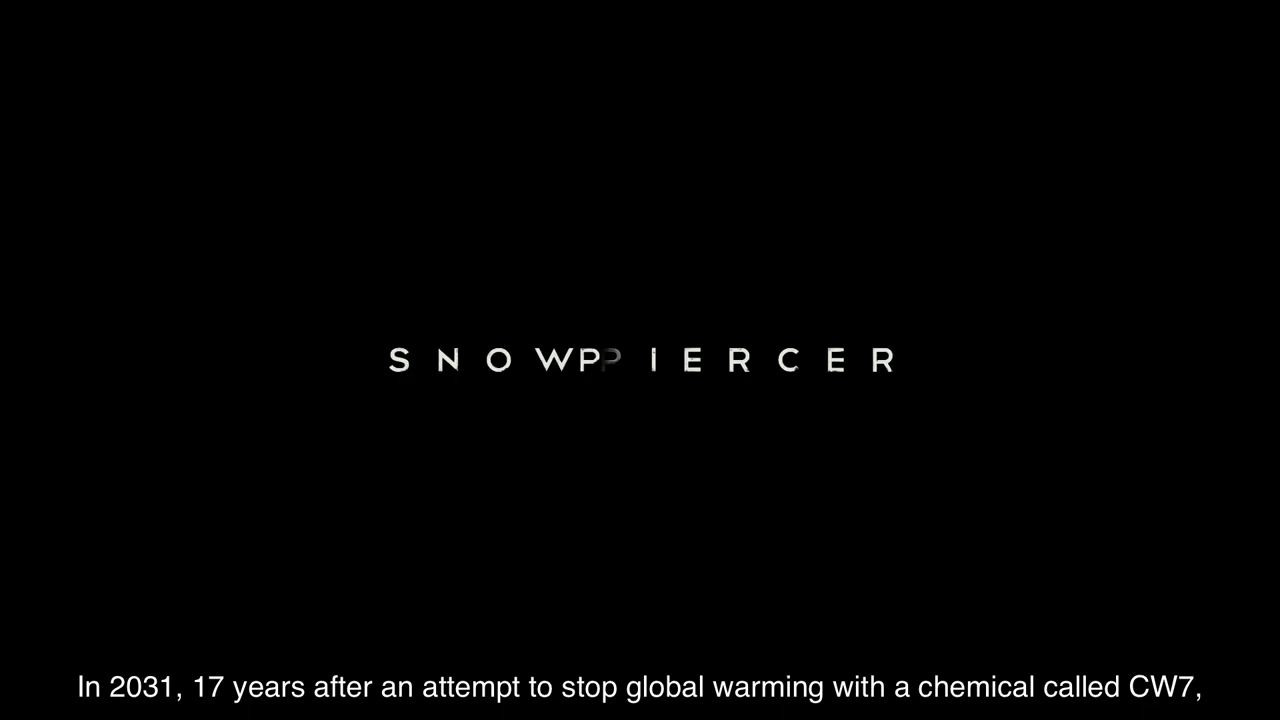 SNOWPIERCER
In 2031, 17 years after an attempt to stop global warming with a chemical called CW7,